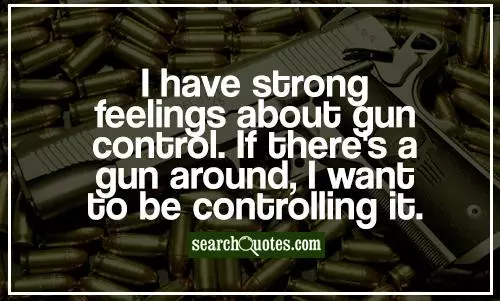 I have strong
feelings about gun
control. If there's a
gun around, I want
to be controlling it.
searchQuotes.com